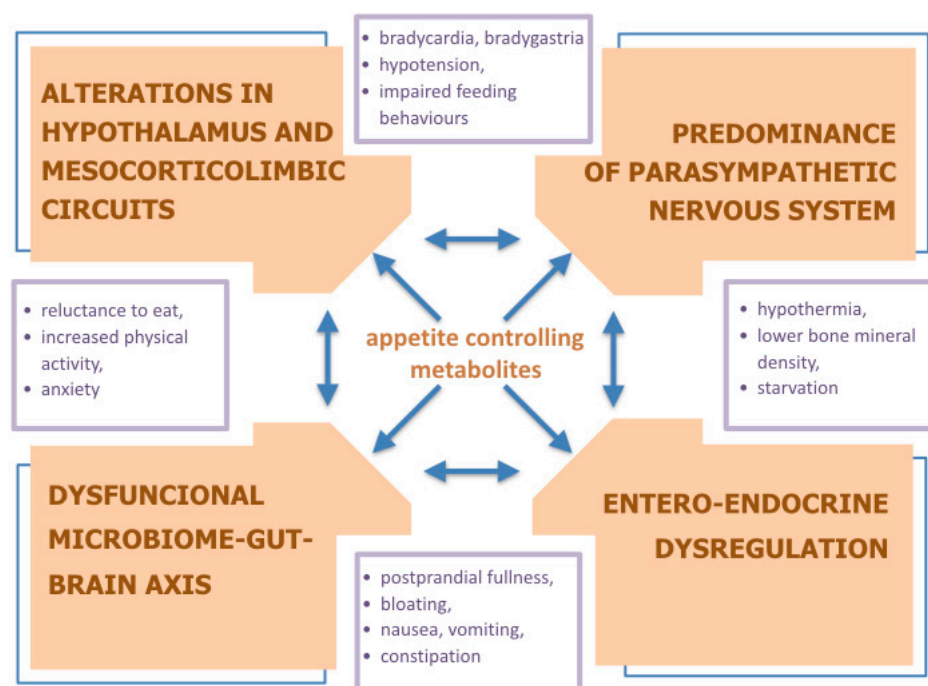 • bradycardia, bradygastria
• hypotension,
• impaired feeding
behaviours
ALTERATIONS IN
HYPOTHALAMUS AND
MESOCORTICOLIMBIC
CIRCUITS
PREDOMINANCE
OF PARASYMPATHETIC
NERVOUS SYSTEM
• reluctance to eat,
• increased physical
activity,
• anxiety
appetite controlling
metabolites
• hypothermia,
• lower bone mineral
density,
• starvation
DYSFUNCIONAL
MICROBIOME-GUT-
BRAIN AXIS
ENTERO-ENDOCRINE
DYSREGULATION
• postprandial fullness,
• bloating,
• nausea, vomiting,
• constipation